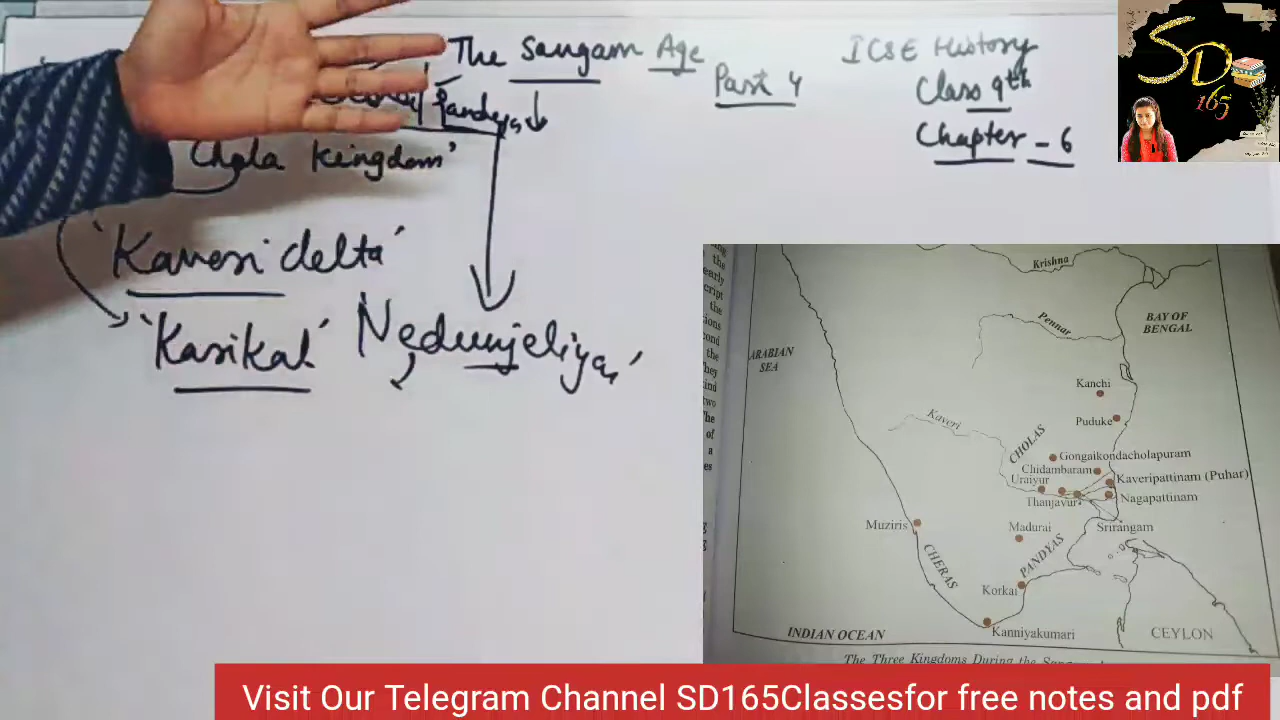 The Sangam Age
Part 4
ICSE History
Class 9th
Chapter - 6
SD
165
Pandyas
Chola Kingdom'
'Kaveri delta'
'Karikal'
Nedunjeliyan'
Krishna
Pennar
BAY OF
BENGAL
ARABIAN
SEA
Kanchi
Puduke
Kaveri
CHOLAS
Gongaikondacholapuram
Chidambaram
Uraiyur
Kaveripattinam (Puhar)
Thanjavur
Nagapattinam
Muziris
Madurai
Srirangam
CHERAS
PANDYAS
Korkai
Kanniyakumari
INDIAN OCEAN
CEYLON
The Three Kingdoms During the
Visit Our Telegram Channel SD165Classesfor free notes and pdf